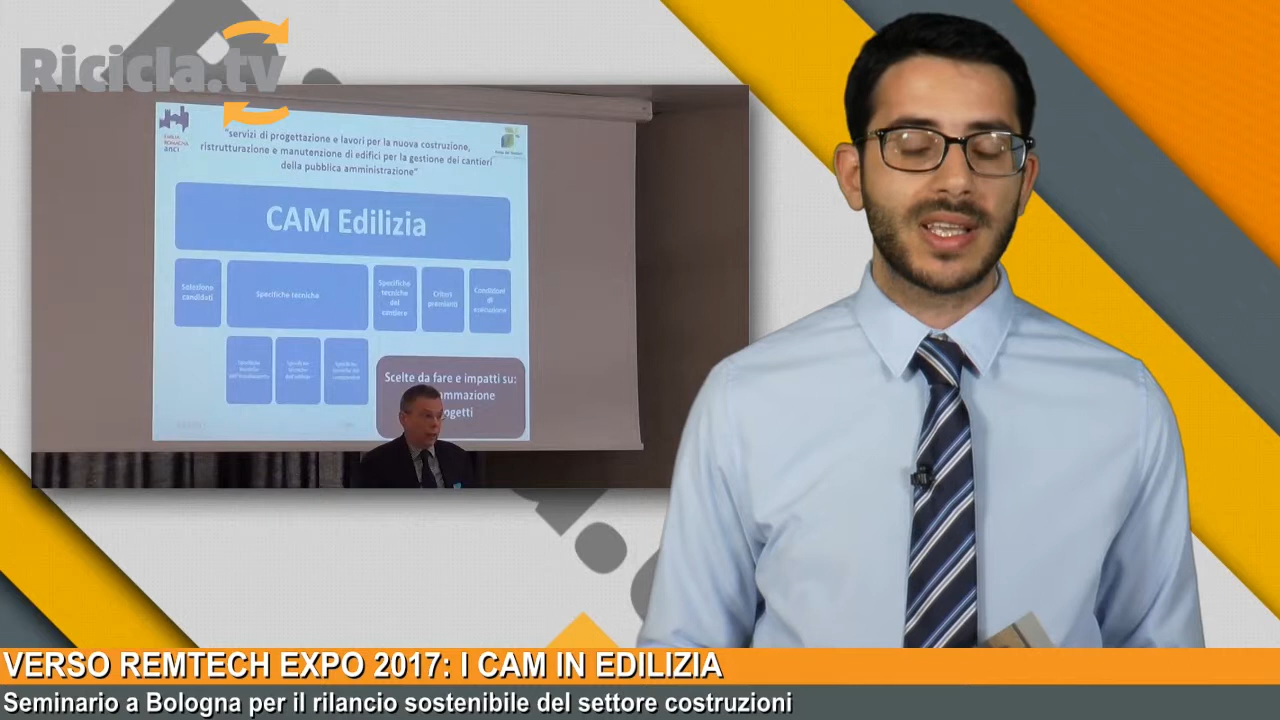 Ricicla.tv
EMILIA-ROMAGNA
anci
"servizi di progettazione e lavori per la nuova costruzione,
ristrutturazione e manutenzione di edifici per la gestione dei cantieri
della pubblica amministrazione"
CAM Edilizia
Selezione
candidati
Specifiche tecniche
Specifiche
tecniche
del
cantiere
Criteri
premianti
Condizioni
di
esecuzione
Scelte da fare e impatti su:
VERSO REMTECH EXPO 2017: I CAM IN EDILIZIA
Seminario a Bologna per il rilancio sostenibile del settore costruzioni